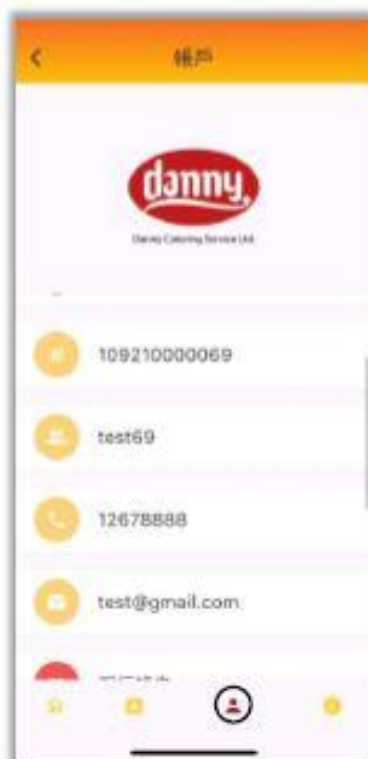 帳戶
danny
Danny Catering Service Ltd.
109210000069
test69
12678888
test@gmail.com